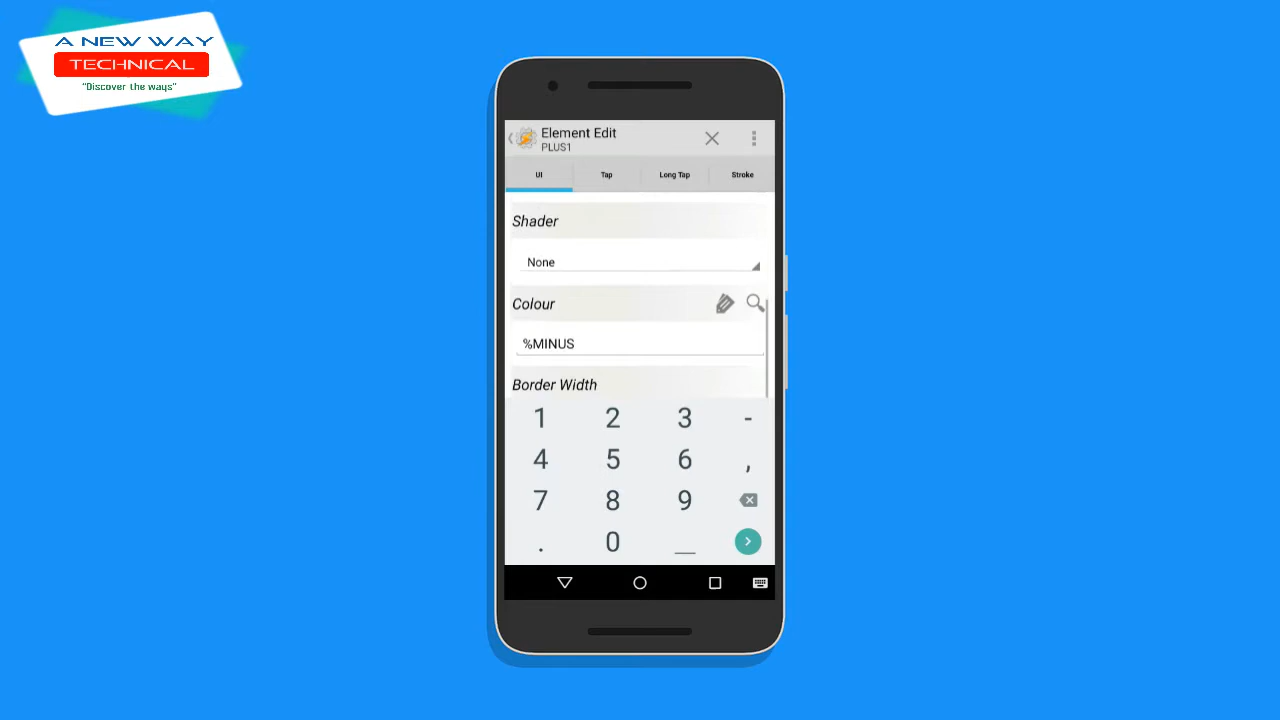 A NEW WAY
TECHNICAL
"Discover the ways"
Element Edit
PLUS1
UI Tap Long Tap Stroke
Shader
None
Colour
%MINUS
Border Width
1 2 3 -
4 5 6 ,
7 8 9
. 0 _